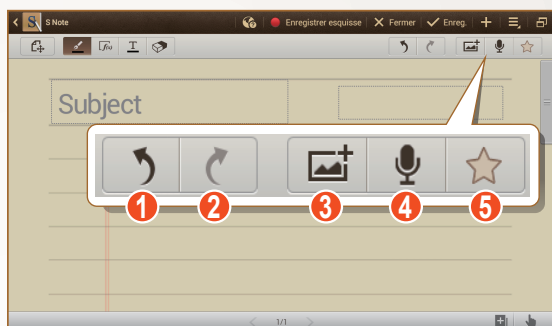 S Note Enregistrer esquisse Fermer Enreg.
f(x) T
Subject
1 2 3 4 5
1/1